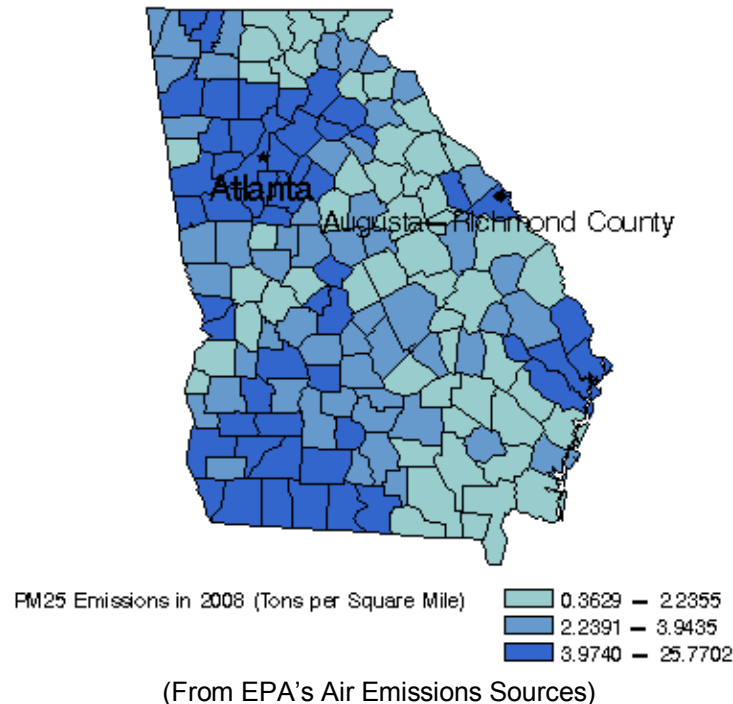 Atlanta
Augusta–Richmond County
PM25 Emissions in 2008 (Tons per Square Mile)
0.3629 – 2.2355
2.2391 – 3.9435
3.9740 – 25.7702
(From EPA's Air Emissions Sources)